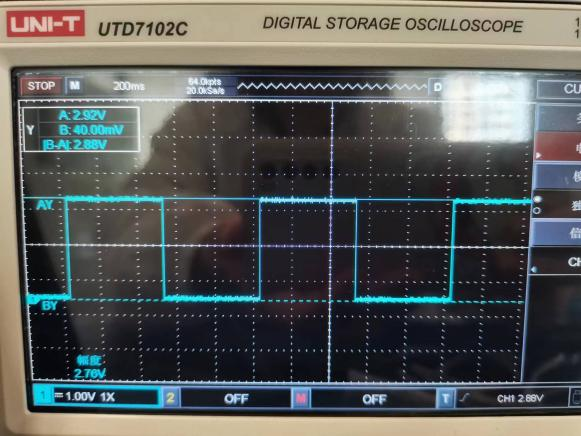 UNI-T UTD7102C DIGITAL STORAGE OSCILLOSCOPE
STOP M 200ms 64.0kpts
20.0kSa/s
D
CU
A: 2.92V
Y B: 40.00mV
|B-A|: 2.88V
AY
BY
CH
幅度
2.76V
1 1.00V 1X 2 OFF M OFF T CH1 2.88V